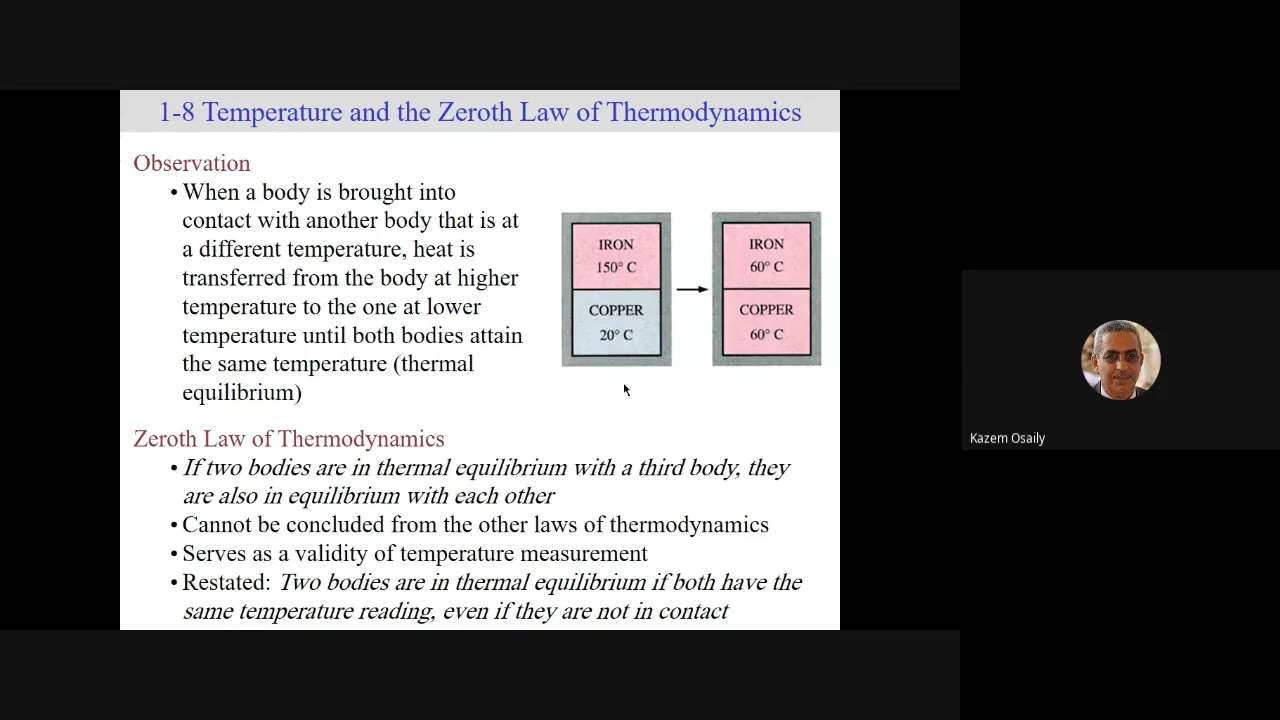 1-8 Temperature and the Zeroth Law of Thermodynamics
Observation
• When a body is brought into
contact with another body that is at
a different temperature, heat is
transferred from the body at higher
temperature to the one at lower
temperature until both bodies attain
the same temperature (thermal
equilibrium)
IRON
150° C
COPPER
20° C
IRON
60° C
COPPER
60° C
Zeroth Law of Thermodynamics
• If two bodies are in thermal equilibrium with a third body, they
are also in equilibrium with each other
• Cannot be concluded from the other laws of thermodynamics
• Serves as a validity of temperature measurement
• Restated: Two bodies are in thermal equilibrium if both have the
same temperature reading, even if they are not in contact
Kazem Osaily